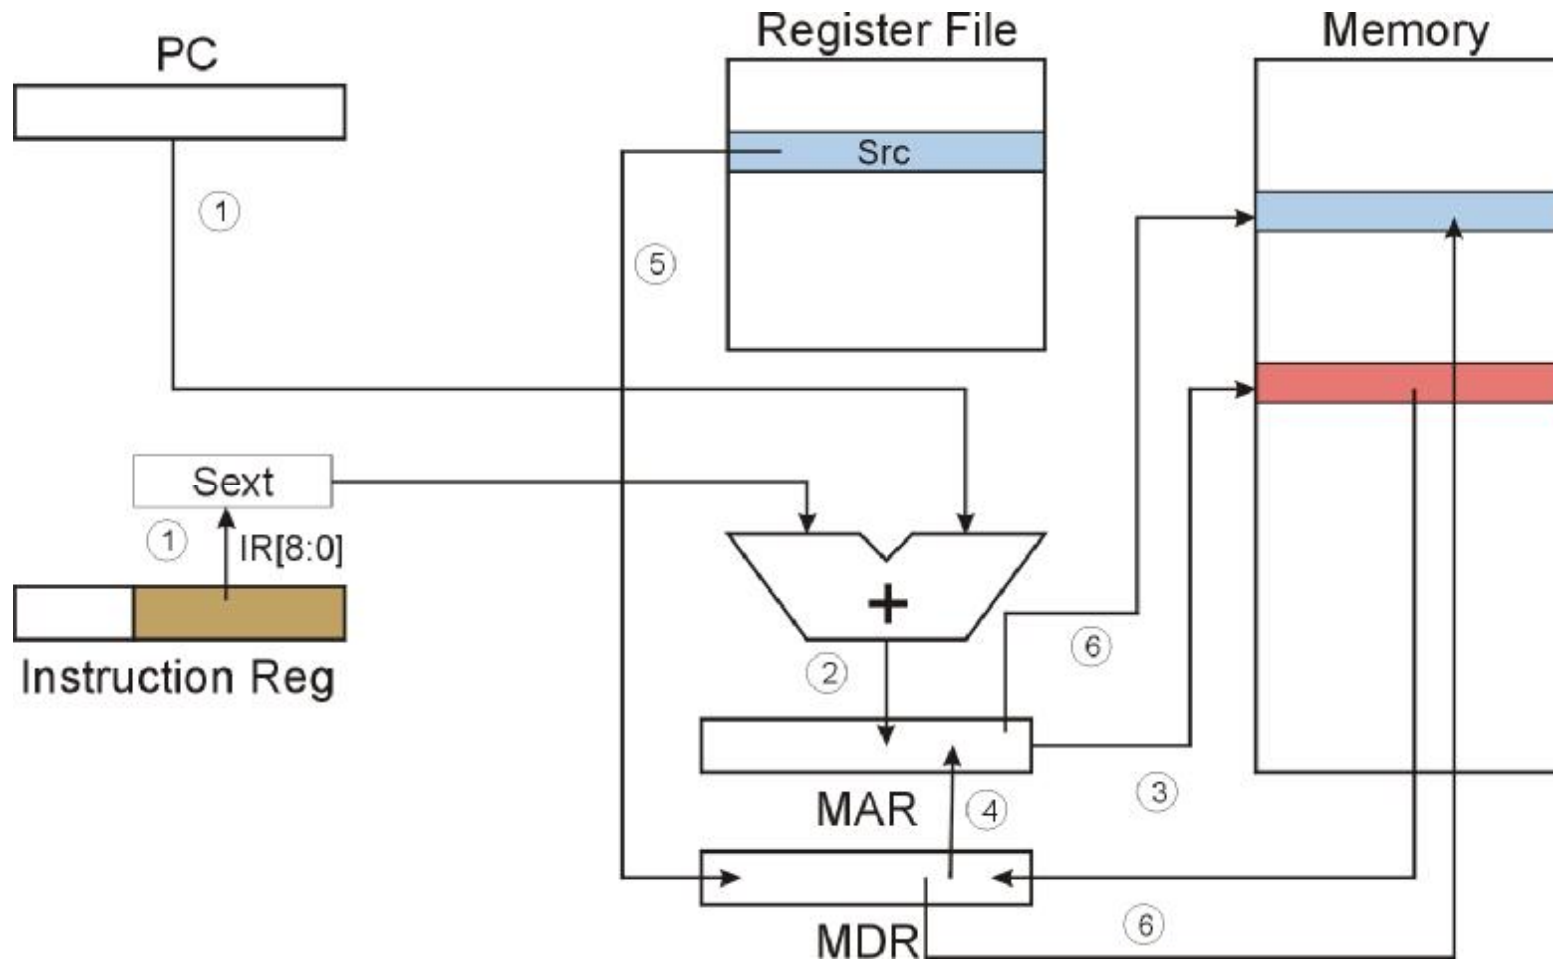 PC
Register File
Memory
Src
①
⑤
Sext
①
IR[8:0]
+
Instruction Reg
②
⑥
③
MAR
④
⑥
MDR